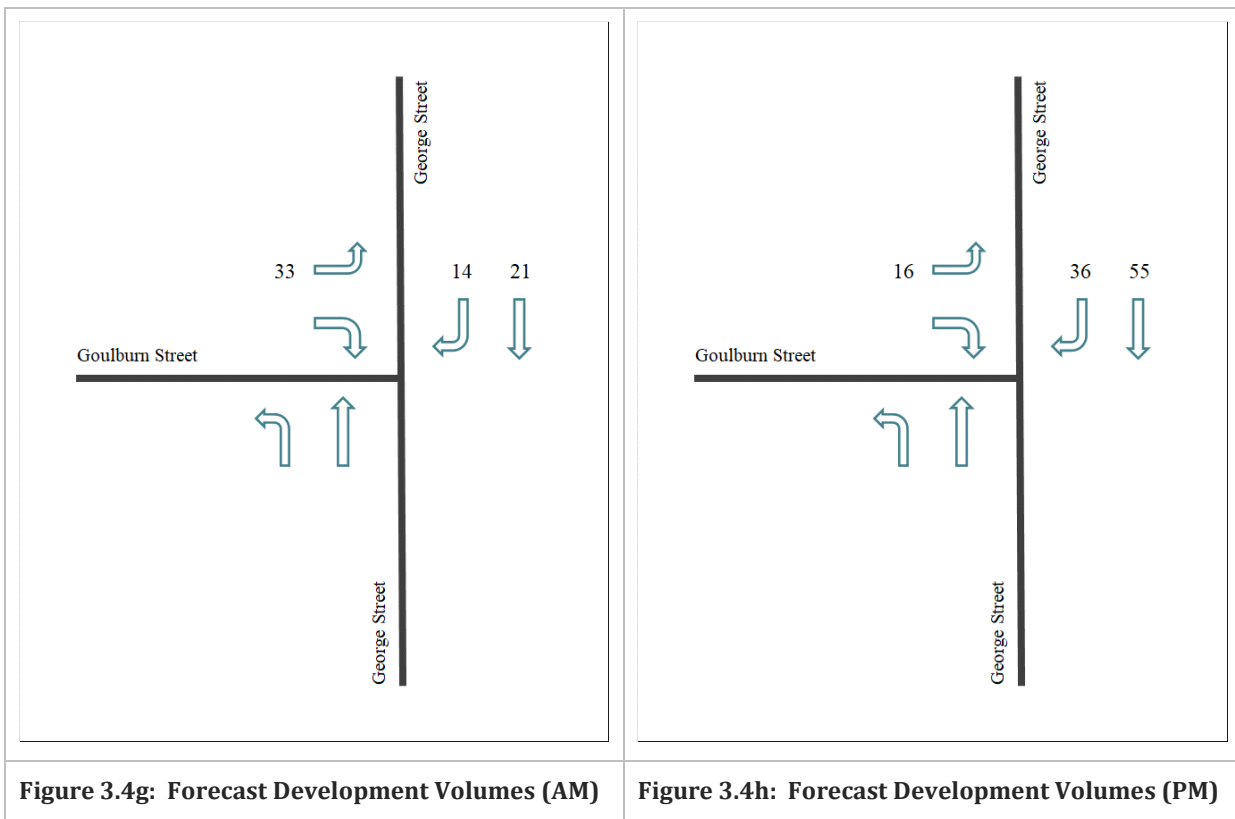 George Street
33
14 21
Goulburn Street
George Street
Figure 3.4g: Forecast Development Volumes (AM)
George Street
16
36 55
Goulburn Street
George Street
Figure 3.4h: Forecast Development Volumes (PM)